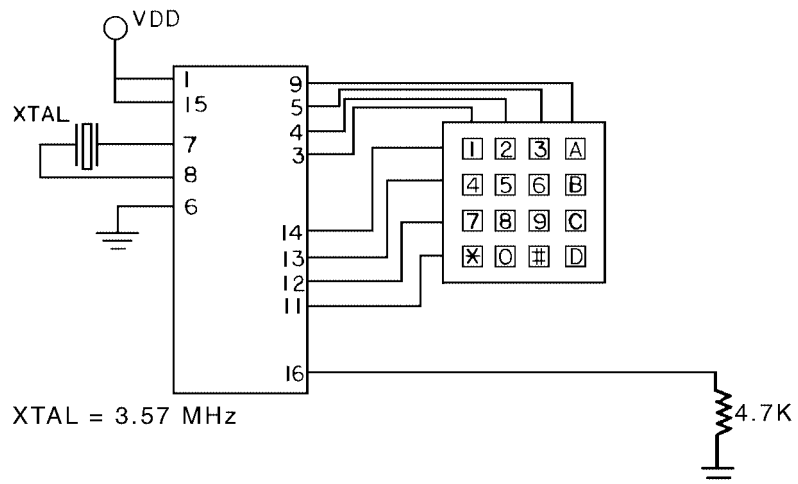 VDD
1
15
XTAL
7
8
6
9
5
4
3
14
13
12
11
16
1 2 3 A
4 5 6 B
7 8 9 C
* 0 # D
XTAL = 3.57 MHz
4.7K